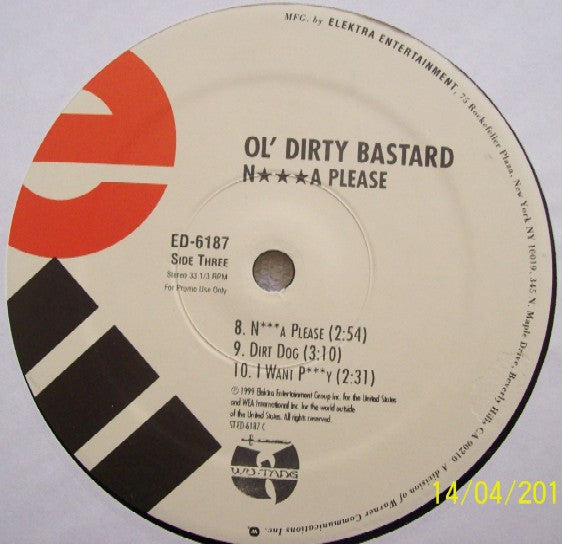 MFG. by ELEKTRA ENTERTAINMENT, 75 Rockefeller Plaza, New York NY 10019, 345 N. Maple Drive, Beverly Hills CA 90210. A division of Warner Communications Inc.
OL' DIRTY BASTARD
N★★★A PLEASE
ED-6187
SIDE THREE
Stereo 33 1/3 RPM
For Promo Use Only
8. N***A PLEASE (2:54)
9. DIRT DOG (3:10)
10. I WANT P***Y (2:31)
℗ © 1999 Elektra Entertainment Group Inc. for the United States
and WEA International Inc. for the world outside
of the United States. All rights reserved.
ST-ED-6187 C
WU-TANG
14/04/201